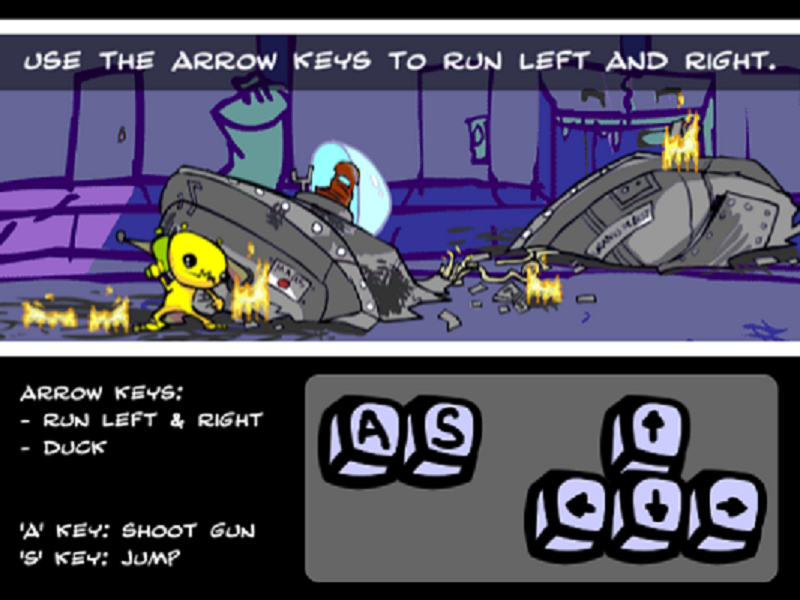 USE THE ARROW KEYS TO RUN LEFT AND RIGHT.
ARROW KEYS:
- RUN LEFT & RIGHT
- DUCK
'A' KEY: SHOOT GUN
'S' KEY: JUMP
A S